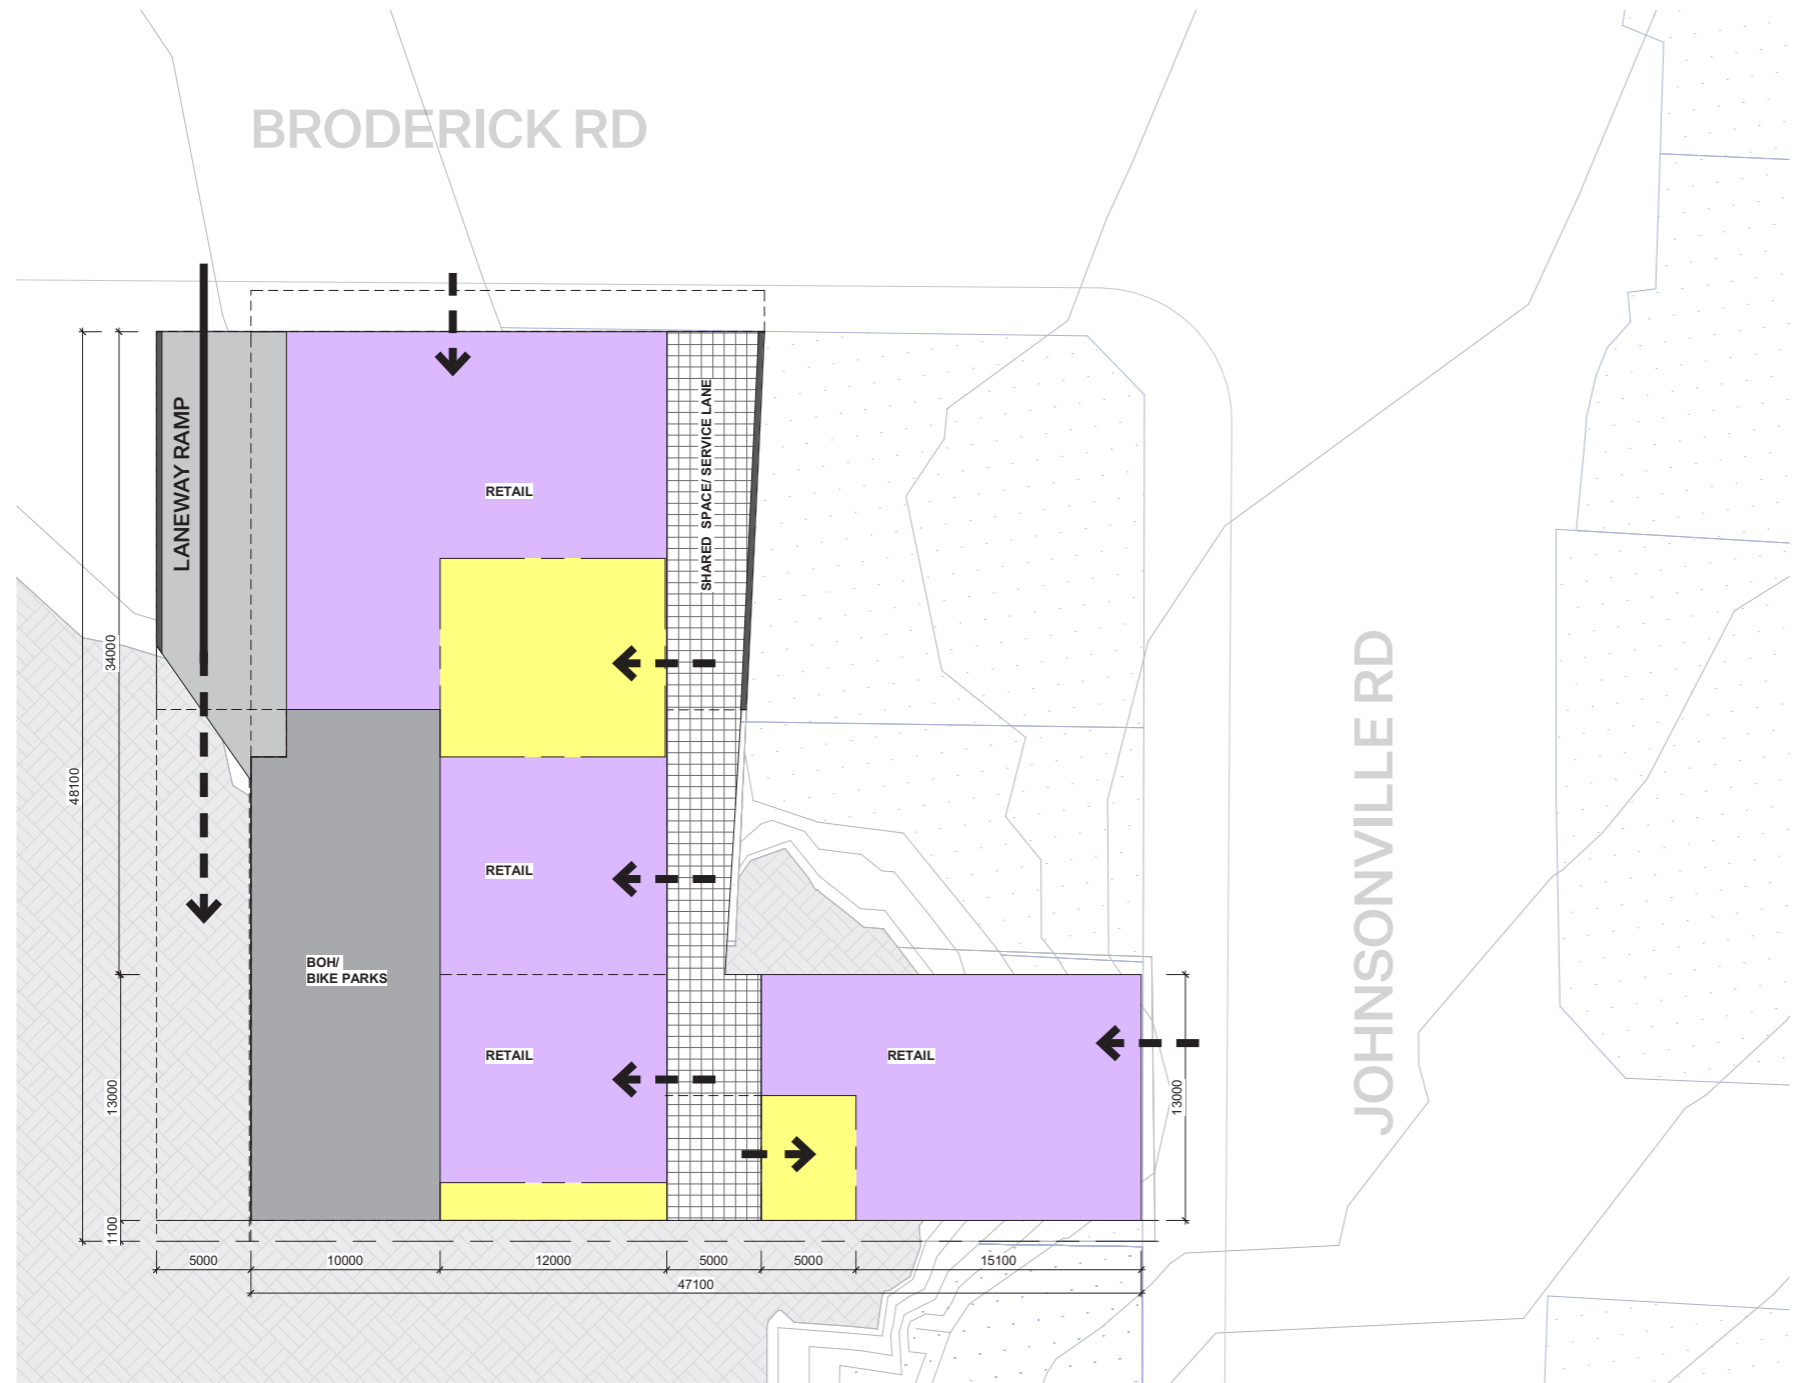 BRODERICK RD
LANEWAY RAMP
SHARED SPACE/ SERVICE LANE
RETAIL
34000
JOHNSONVILLE RD
48100
RETAIL
BOH/
BIKE PARKS
RETAIL
RETAIL
13000
13000
1100
5000
10000
12000
5000
5000
15100
47100